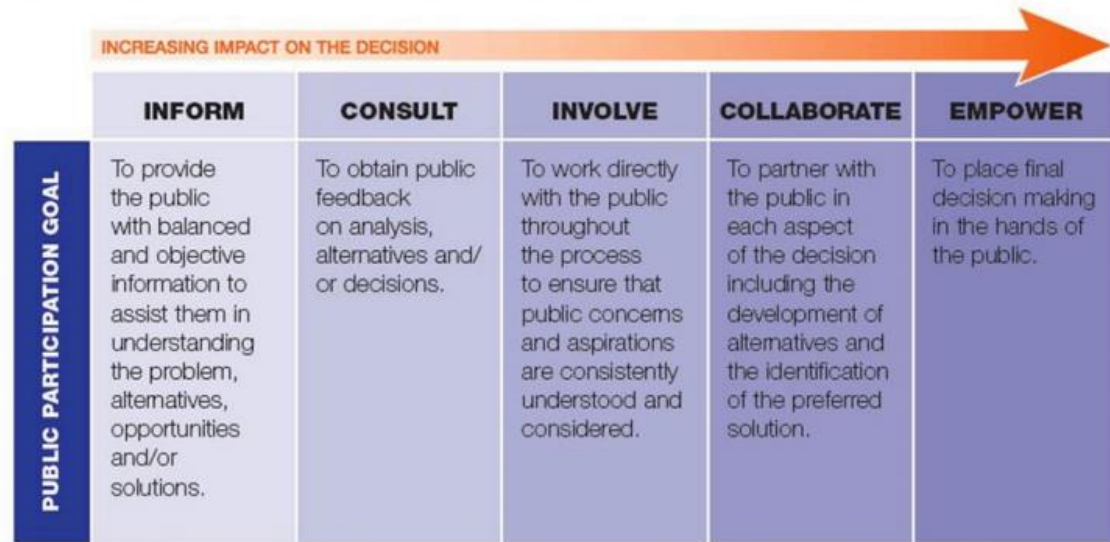 INCREASING IMPACT ON THE DECISION
INFORM
CONSULT
INVOLVE
COLLABORATE
EMPOWER
PUBLIC PARTICIPATION GOAL
To provide
the public
with balanced
and objective
information to
assist them in
understanding
the problem,
alternatives,
opportunities
and/or
solutions.
To obtain public
feedback
on analysis,
alternatives and/
or decisions.
To work directly
with the public
throughout
the process
to ensure that
public concerns
and aspirations
are consistently
understood and
considered.
To partner with
the public in
each aspect
of the decision
including the
development of
alternatives and
the identification
of the preferred
solution.
To place final
decision making
in the hands of
the public.